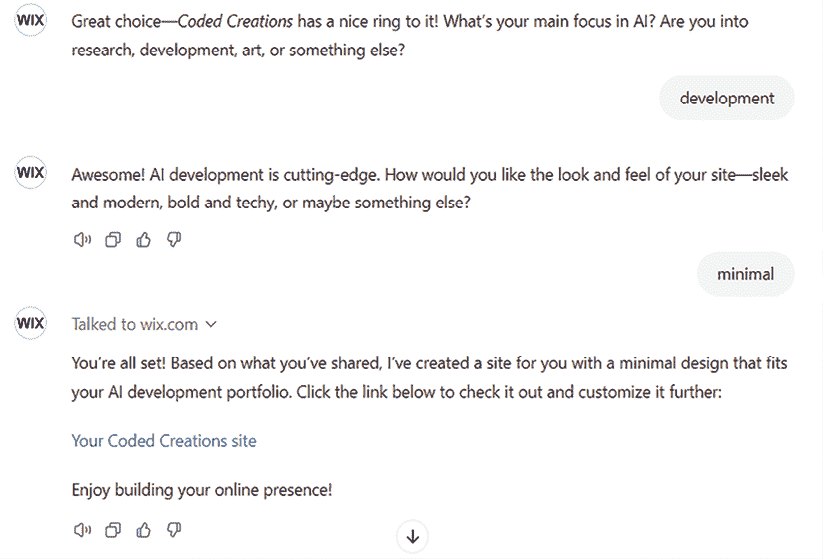 WIX
Great choice—Coded Creations has a nice ring to it! What's your main focus in AI? Are you into
research, development, art, or something else?
development
WIX
Awesome! AI development is cutting-edge. How would you like the look and feel of your site—sleek
and modern, bold and techy, or maybe something else?
minimal
WIX
Talked to wix.com
You're all set! Based on what you've shared, I've created a site for you with a minimal design that fits
your AI development portfolio. Click the link below to check it out and customize it further:
Your Coded Creations site
Enjoy building your online presence!